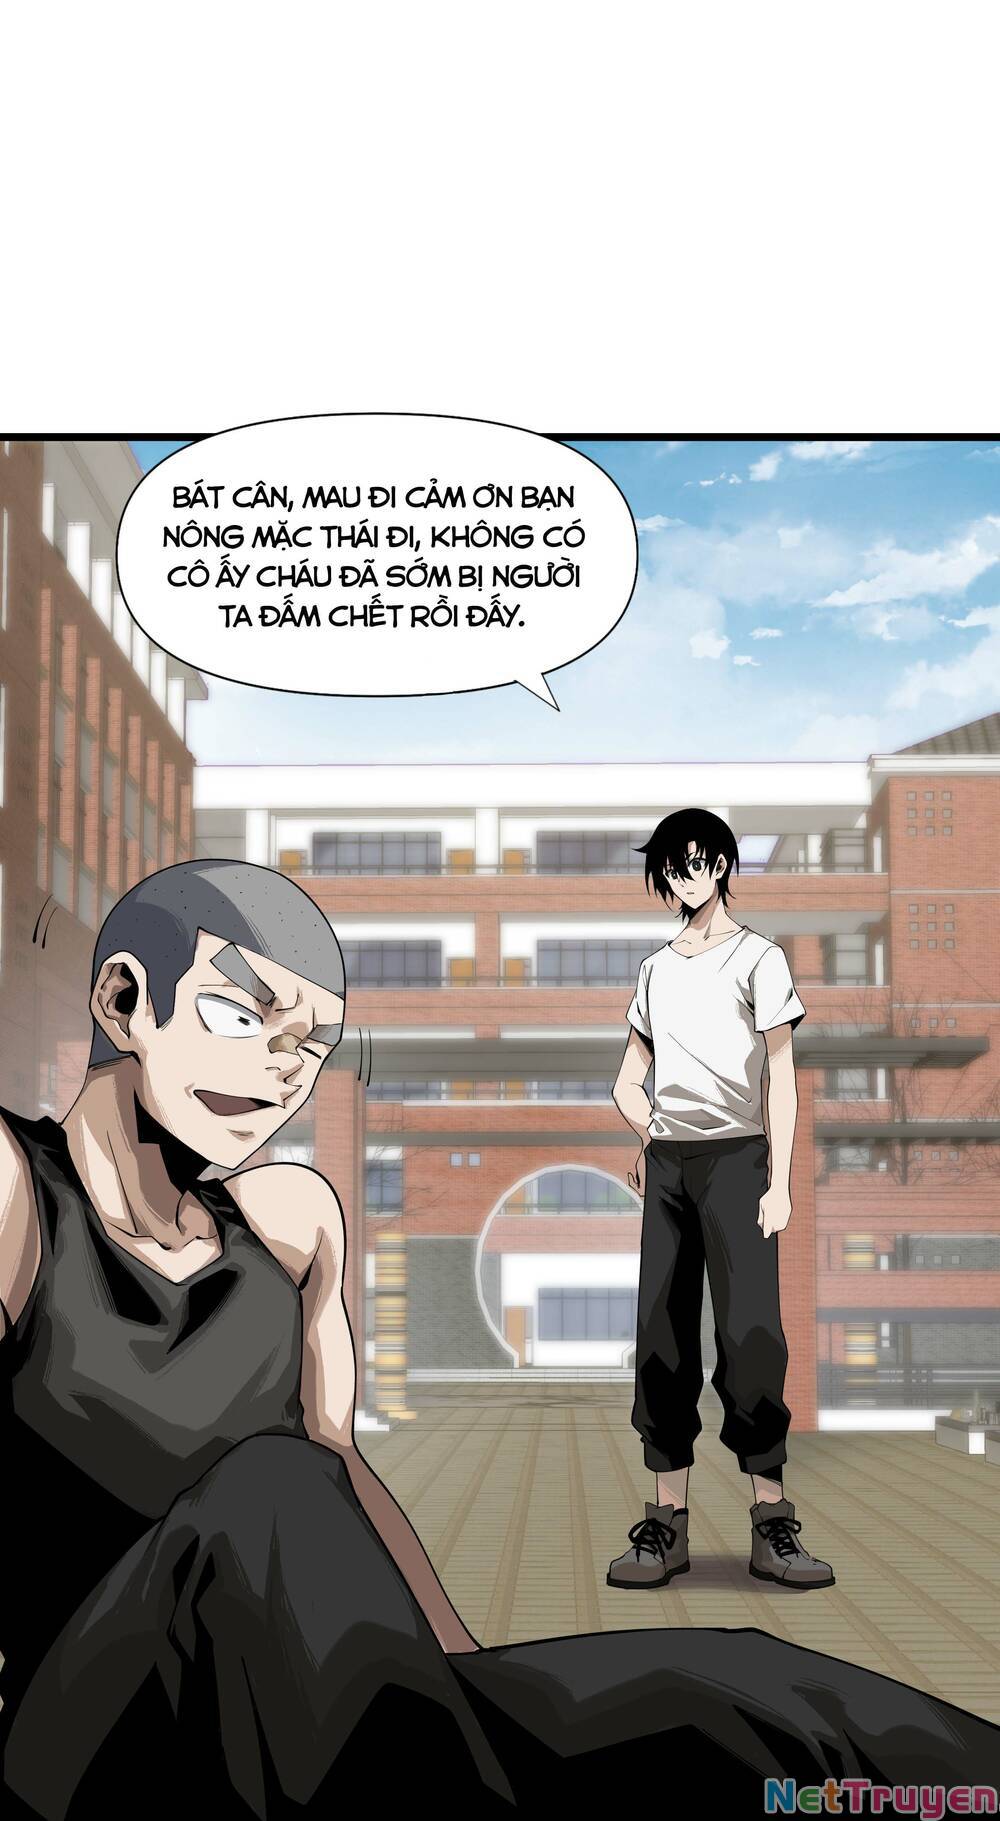 BÁT CÂN, MAU ĐI CẢM ƠN BẠN
NÔNG MẶC THÁI ĐI, KHÔNG CÓ
CÔ ẤY CHÁU ĐÃ SỚM BỊ NGƯỜI
TA ĐẤM CHẾT RỒI ĐẤY.
NetTruyen